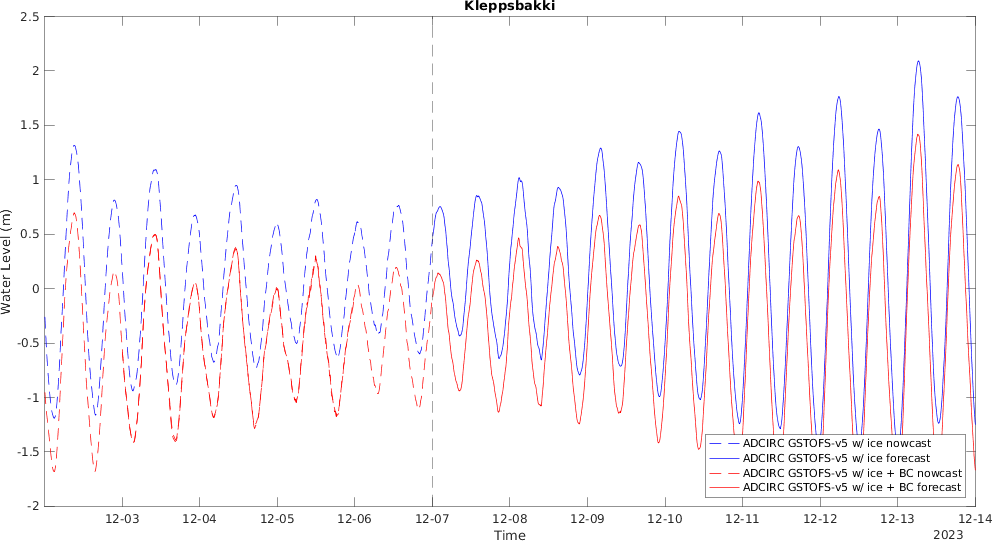 Kleppsbakki
2.5
2
1.5
1
0.5
0
-0.5
-1
-1.5
-2
Water Level (m)
ADCIRC GSTOFS-v5 w/ ice nowcast
ADCIRC GSTOFS-v5 w/ ice forecast
ADCIRC GSTOFS-v5 w/ ice + BC nowcast
ADCIRC GSTOFS-v5 w/ ice + BC forecast
12-03 12-04 12-05 12-06 12-07 12-08 12-09 12-10 12-11 12-12 12-13 12-14
Time
2023